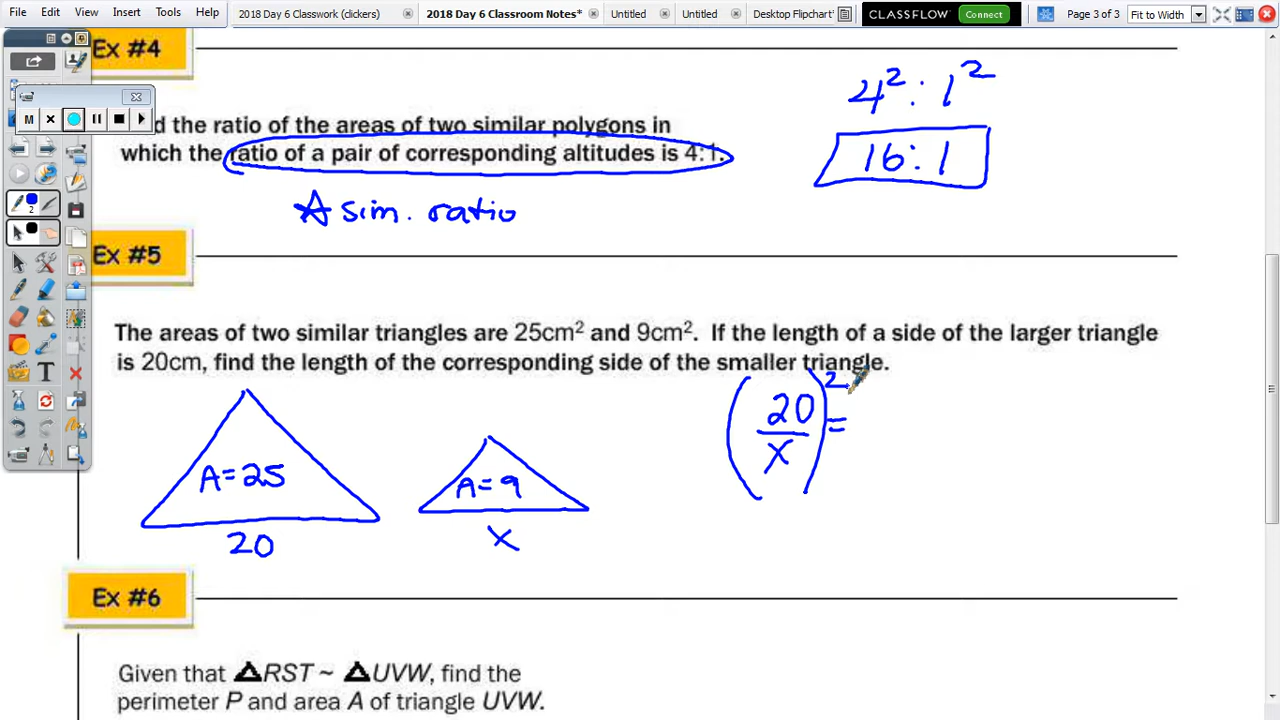 File Edit View Insert Tools Help
2018 Day 6 Classwork (clickers) 2018 Day 6 Classroom Notes* Untitled Untitled Desktop Flipchart* CLASSFLOW Connect Page 3 of 3 Fit to Width
Ex #4
4² : 1²
d the ratio of the areas of two similar polygons in
which the ratio of a pair of corresponding altitudes is 4:1.
16 : 1
sim. ratio
Ex #5
The areas of two similar triangles are 25cm² and 9cm². If the length of a side of the larger triangle
is 20cm, find the length of the corresponding side of the smaller triangle.
(20/x)² =
A = 25
A = 9
20
x
Ex #6
Given that △RST ~ △UVW, find the
perimeter P and area A of triangle UVW.
M
2
T